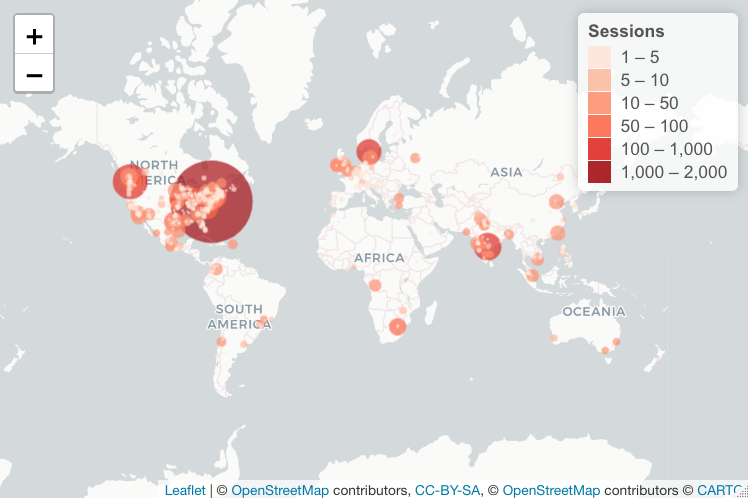 +
−
Sessions
1 – 5
5 – 10
10 – 50
50 – 100
100 – 1,000
1,000 – 2,000
NORTH
ASIA
AFRICA
SOUTH
AMERICA
OCEANIA
Leaflet | © OpenStreetMap contributors, CC-BY-SA, © OpenStreetMap contributors © CARTO